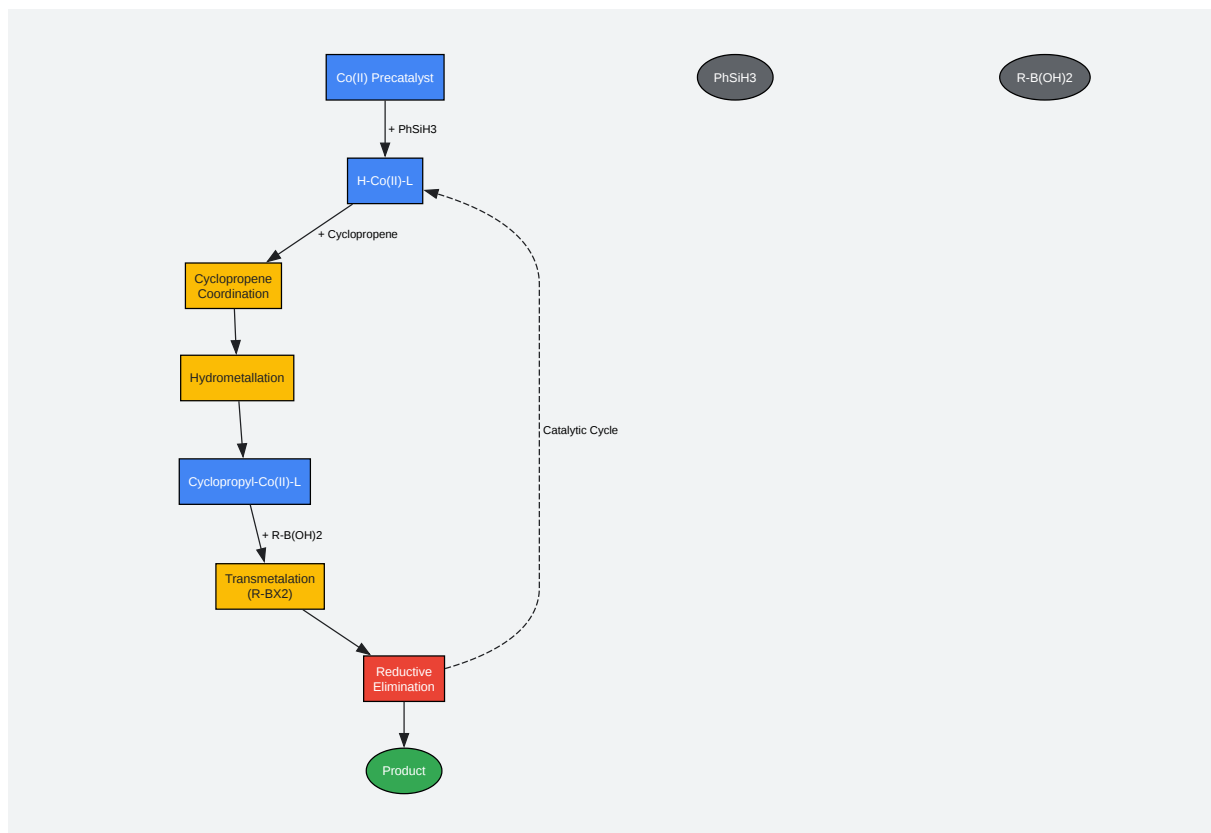 Co(II) Precatalyst
PhSiH3
R-B(OH)2
+ PhSiH3
H-Co(II)-L
+ Cyclopropene
Cyclopropene
Coordination
Hydrometallation
Catalytic Cycle
Cyclopropyl-Co(II)-L
+ R-B(OH)2
Transmetalation
(R-BX2)
Reductive
Elimination
Product